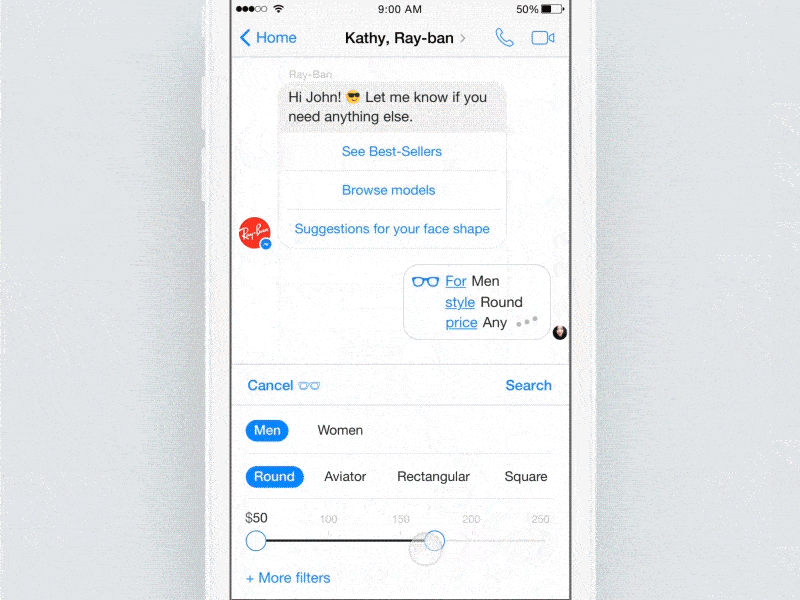 9:00 AM
50%
Home
Kathy, Ray-ban
Ray-Ban
Hi John! 😎 Let me know if you
need anything else.
See Best-Sellers
Browse models
Suggestions for your face shape
Ray-Ban
For Men
style Round
price Any
Cancel
Search
Men Women
Round Aviator Rectangular Square
$50 100 150 200 250
+ More filters